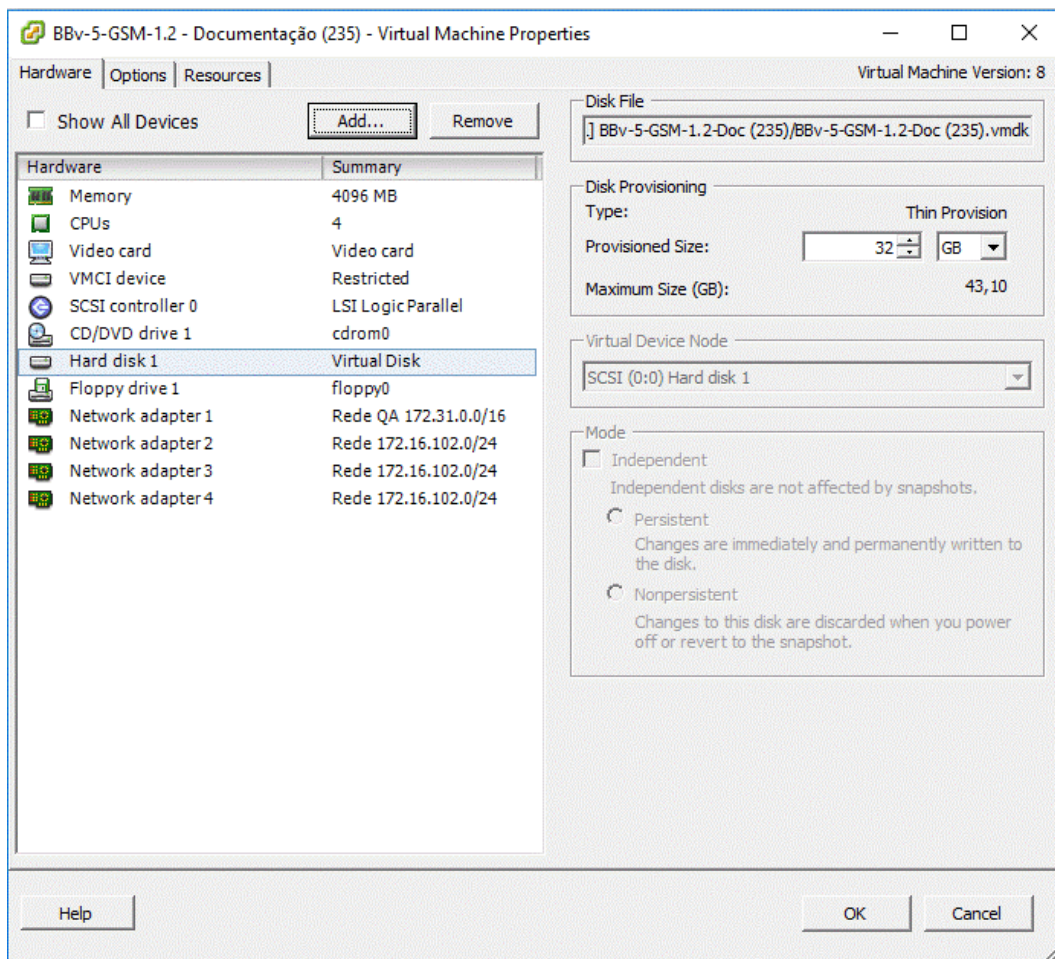 BBv-5-GSM-1.2 - Documentação (235) - Virtual Machine Properties
Hardware Options Resources Virtual Machine Version: 8
Show All Devices Add... Remove
Hardware Summary
Memory 4096 MB
CPUs 4
Video card Video card
VMCI device Restricted
SCSI controller 0 LSI Logic Parallel
CD/DVD drive 1 cdrom0
Hard disk 1 Virtual Disk
Floppy drive 1 floppy0
Network adapter 1 Rede QA 172.31.0.0/16
Network adapter 2 Rede 172.16.102.0/24
Network adapter 3 Rede 172.16.102.0/24
Network adapter 4 Rede 172.16.102.0/24
Disk File
.] BBv-5-GSM-1.2-Doc (235)/BBv-5-GSM-1.2-Doc (235).vmdk
Disk Provisioning
Type: Thin Provision
Provisioned Size: 32 GB
Maximum Size (GB): 43,10
Virtual Device Node
SCSI (0:0) Hard disk 1
Mode
Independent
Independent disks are not affected by snapshots.
Persistent
Changes are immediately and permanently written to
the disk.
Nonpersistent
Changes to this disk are discarded when you power
off or revert to the snapshot.
Help OK Cancel